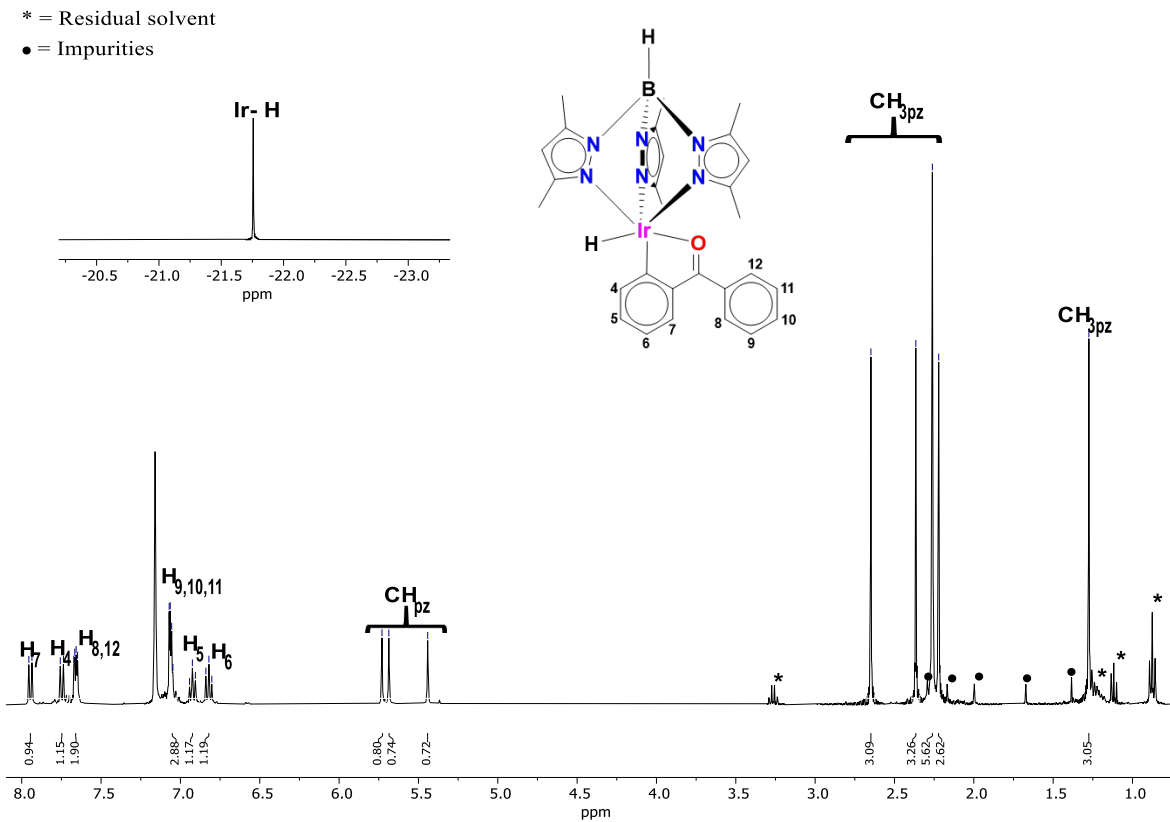 * = Residual solvent
● = Impurities
Ir- H
-20.5 -21.0 -21.5 -22.0 -22.5 -23.0
ppm
H
B
N N N
N N N
Ir
H
O
4
5
6
7
8
9
10
11
12
CH3pz
CH3pz
H7
H4
H8,12
H9,10,11
H5
H6
CHpz
*
*
*
*
●
●
●
●
●
0.94 1.15 1.90 2.88 1.17 1.19 0.80 0.74 0.72 3.09 3.26 5.62 2.62 3.05
8.0 7.5 7.0 6.5 6.0 5.5 5.0 4.5 4.0 3.5 3.0 2.5 2.0 1.5 1.0
ppm